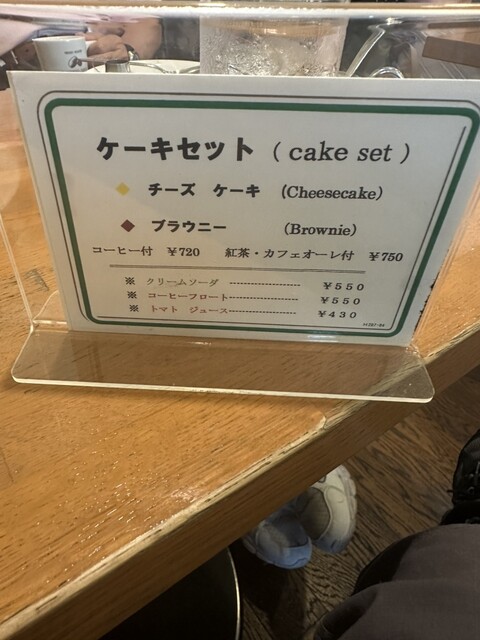 ケーキセット ( cake set )
◆ チーズ ケーキ (Cheesecake)
◆ ブラウニー (Brownie)
コーヒー付 ¥720 紅茶・カフェオーレ付 ¥750
※ クリームソーダ -------------------- ¥550
※ コーヒーフロート-------------------- ¥550
※ トマト ジュース-------------------- ¥430